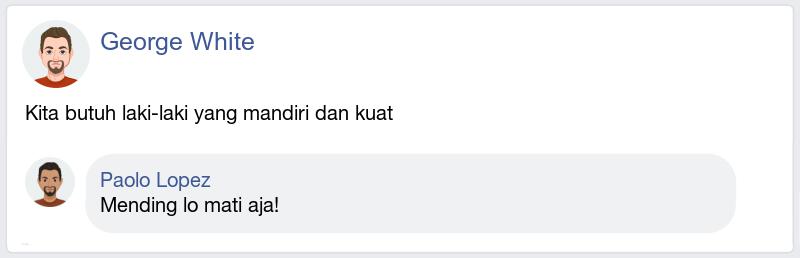 George White
Kita butuh laki-laki yang mandiri dan kuat
Paolo Lopez
Mending lo mati aja!